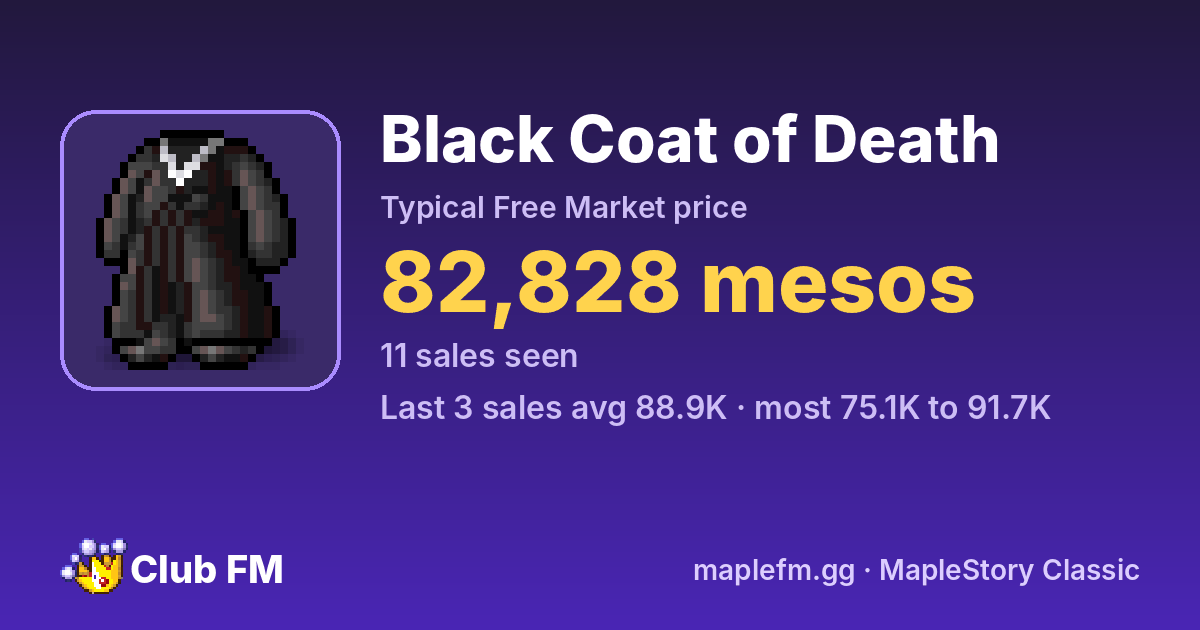 Black Coat of Death
Typical Free Market price
82,828 mesos
11 sales seen
Last 3 sales avg 88.9K · most 75.1K to 91.7K
Club FM
maplefm.gg · MapleStory Classic